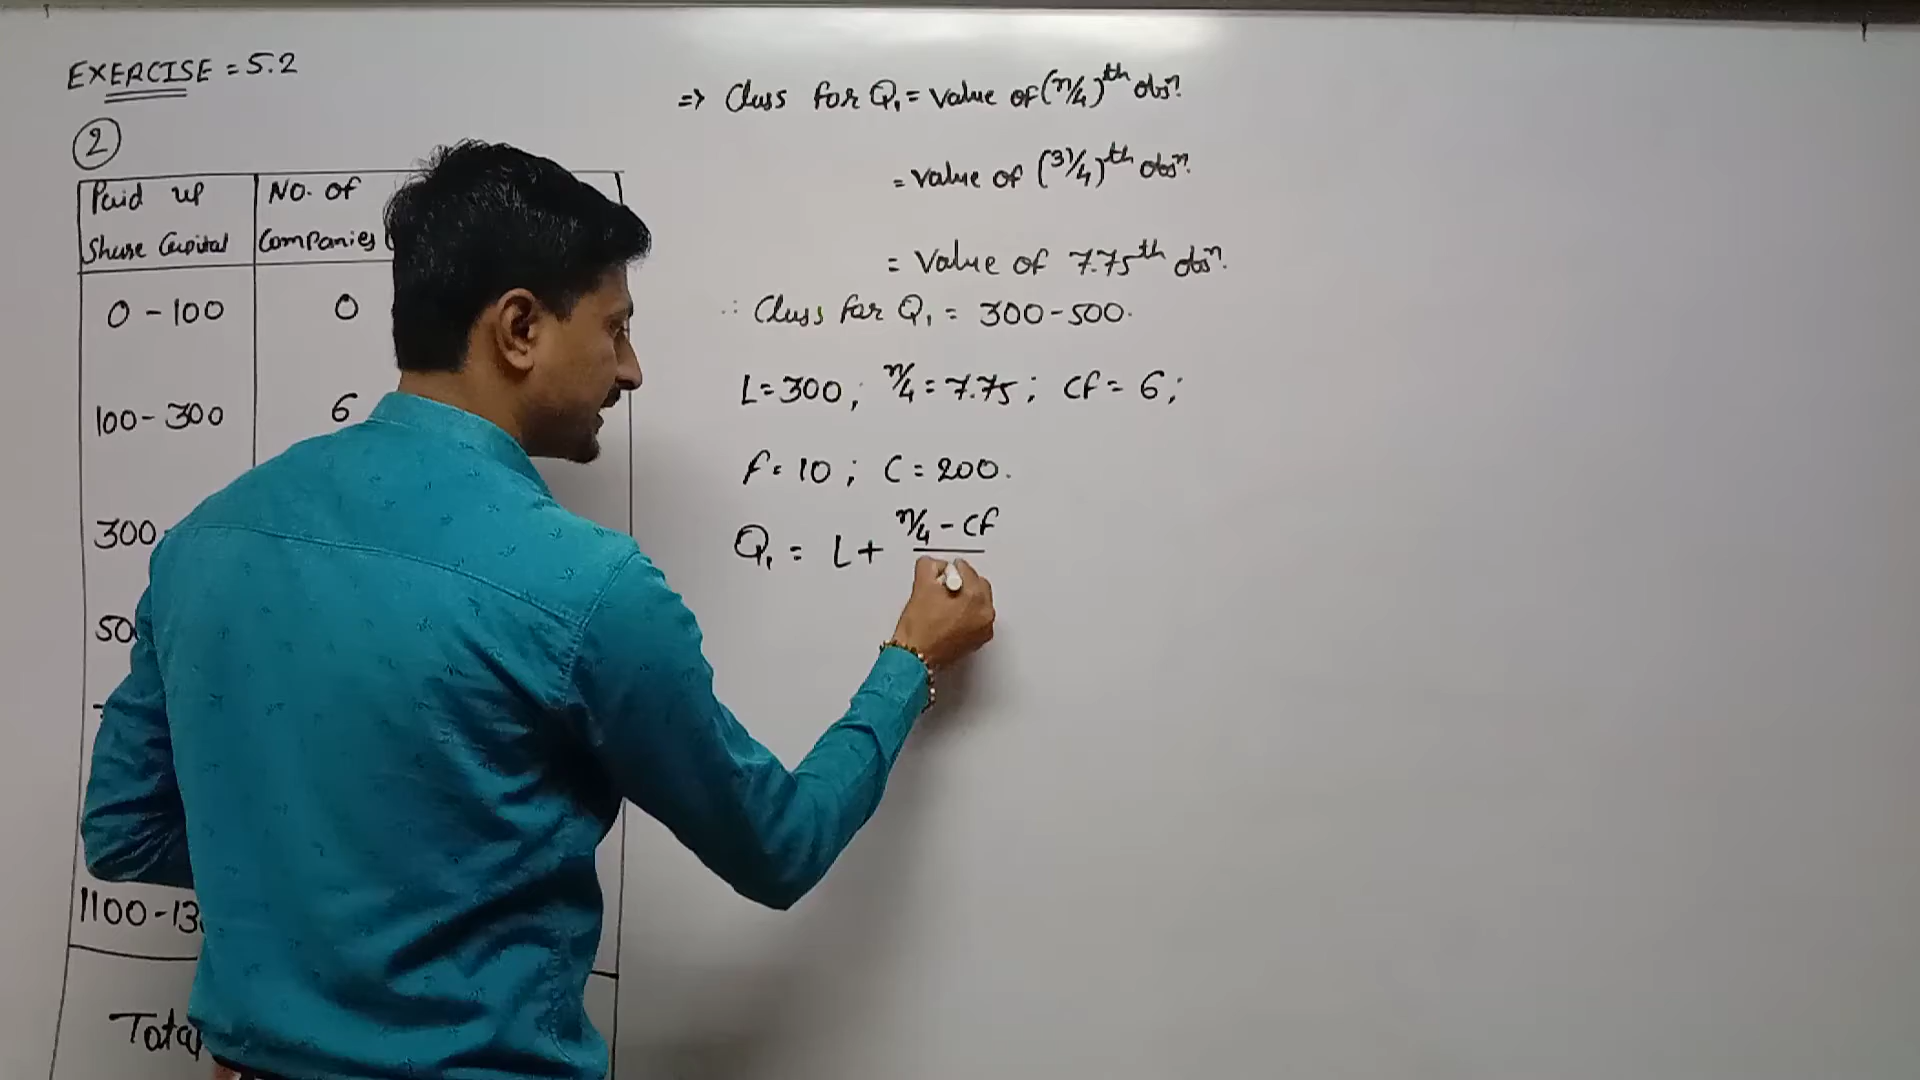 EXERCISE = 5.2
2
Paid up
Share Capital
No. of
Companies (
0 - 100
0
100 - 300
6
300
50
1100 - 13
Total
=> Class for Q₁ = value of (n/4)ᵗʰ obsⁿ.
= value of (31/4)ᵗʰ obsⁿ.
= Value of 7.75ᵗʰ obsⁿ.
∴ Class for Q₁ = 300 - 500.
L = 300 ; n/4 = 7.75 ; cf = 6 ;
f = 10 ; C = 200.
Q₁ = L + n/4 - cf